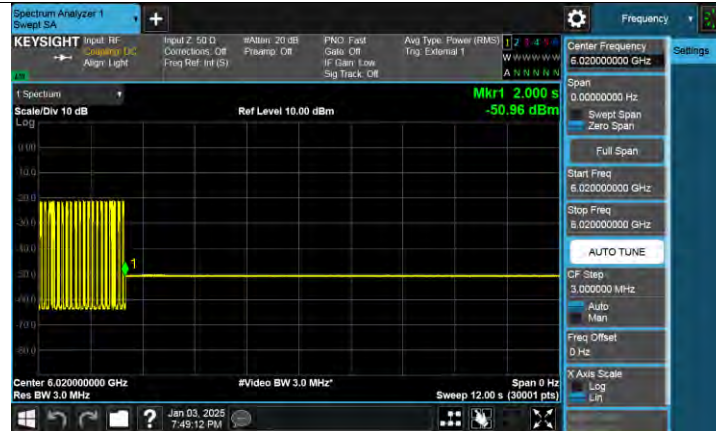 Spectrum Analyzer 1
Swept SA
+
Frequency
KEYSIGHT
Input: RF
Coupling: DC
Align: Light
Input Z: 50 Ω
Corrections: Off
Freq Ref: Int (S)
#Atten: 20 dB
Preamp: Off
PNO: Fast
Gate: Off
IF Gain: Low
Sig Track: Off
Avg Type: Power (RMS)
Trig: External 1
1 2 3 4 5 6
W W W W W W
A N N N N N
1 Spectrum
Scale/Div 10 dB
Log
Ref Level 10.00 dBm
Mkr1 2.000 s
-50.96 dBm
0.00
-10.0
-20.0
-30.0
-40.0
-50.0
-60.0
-70.0
-80.0
1
Center 6.020000000 GHz
Res BW 3.0 MHz
#Video BW 3.0 MHz*
Span 0 Hz
Sweep 12.00 s (30001 pts)
Center Frequency
6.020000000 GHz
Settings
Span
0.00000000 Hz
Swept Span
Zero Span
Full Span
Start Freq
6.020000000 GHz
Stop Freq
6.020000000 GHz
AUTO TUNE
CF Step
3.000000 MHz
Auto
Man
Freq Offset
0 Hz
X Axis Scale
Log
Lin
?
Jan 03, 2025
7:49:12 PM